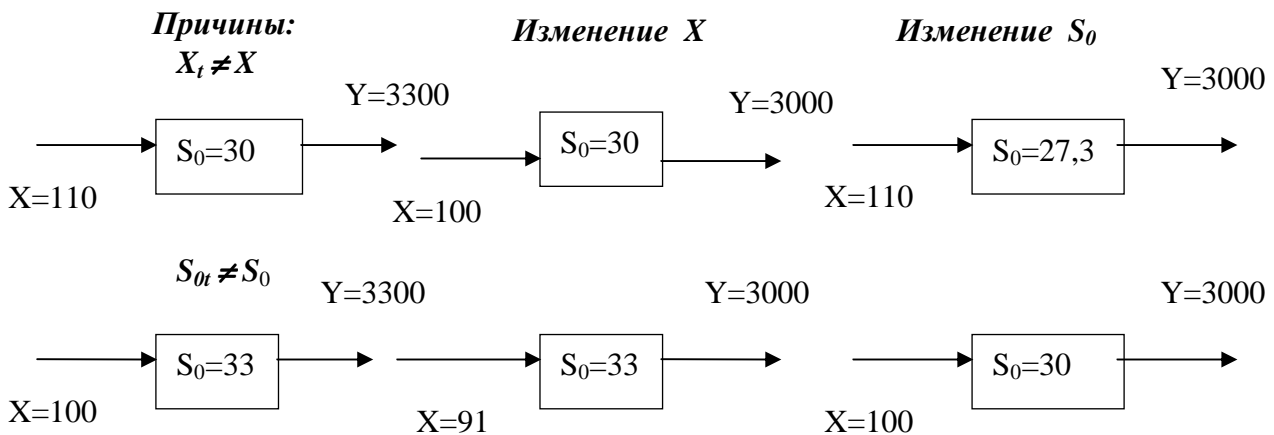 Причины: Изменение X Изменение S₀
Xₜ ≠ X
Y=3300 Y=3000 Y=3000
S₀=30 S₀=30 S₀=27,3
X=110 X=100 X=110
S₀ₜ ≠ S₀
Y=3300 Y=3000 Y=3000
S₀=33 S₀=33 S₀=30
X=100 X=91 X=100